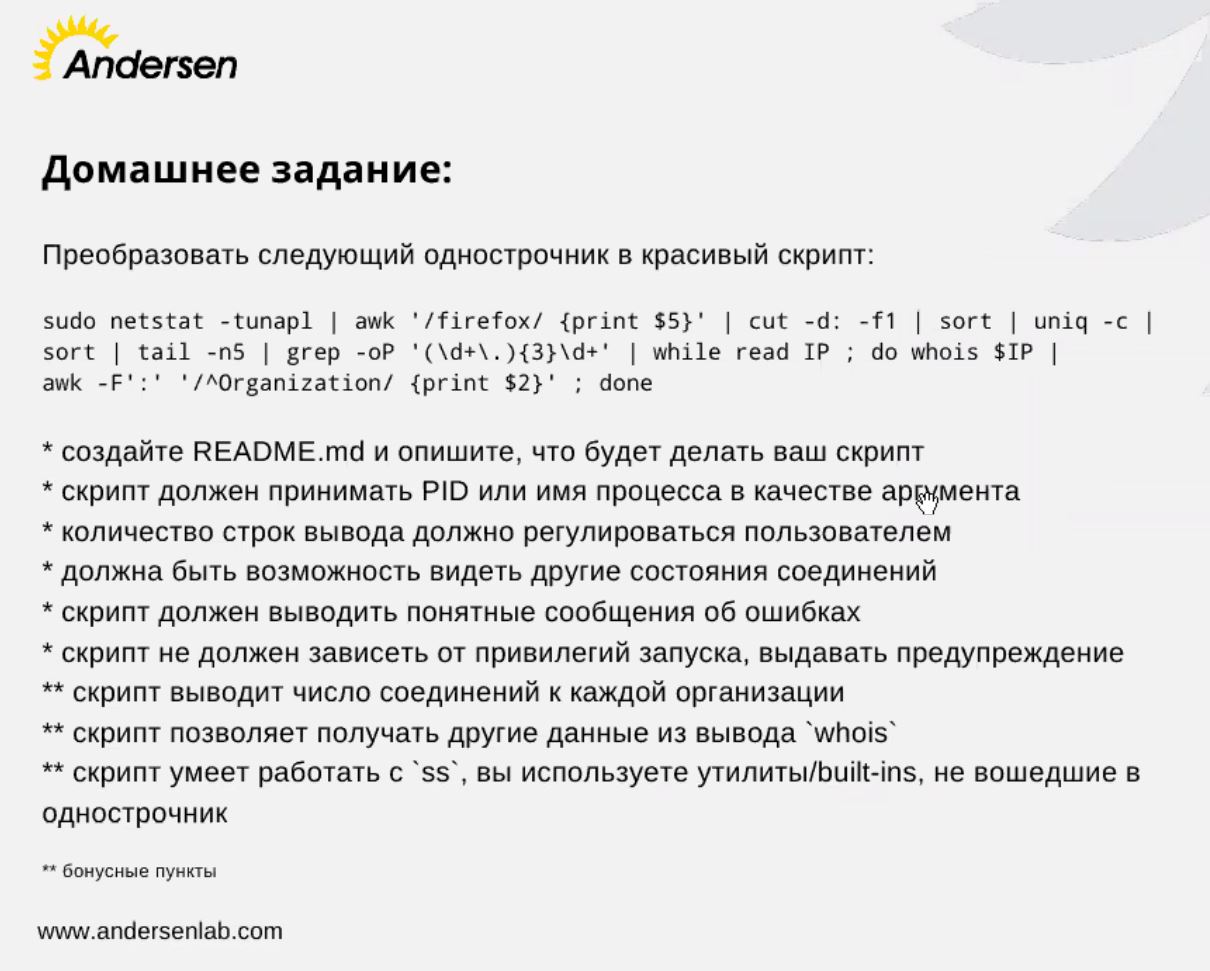 Andersen
Домашнее задание:
Преобразовать следующий однострочник в красивый скрипт:
sudo netstat -tunapl | awk '/firefox/ {print $5}' | cut -d: -f1 | sort | uniq -c |
sort | tail -n5 | grep -oP '(\d+\.){3}\d+' | while read IP ; do whois $IP |
awk -F':' '/^Organization/ {print $2}' ; done
* создайте README.md и опишите, что будет делать ваш скрипт
* скрипт должен принимать PID или имя процесса в качестве аргумента
* количество строк вывода должно регулироваться пользователем
* должна быть возможность видеть другие состояния соединений
* скрипт должен выводить понятные сообщения об ошибках
* скрипт не должен зависеть от привилегий запуска, выдавать предупреждение
** скрипт выводит число соединений к каждой организации
** скрипт позволяет получать другие данные из вывода `whois`
** скрипт умеет работать с `ss`, вы используете утилиты/built-ins, не вошедшие в
однострочник
** бонусные пункты
www.andersenlab.com